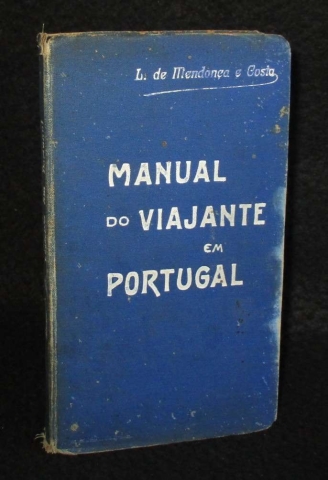 L. de Mendonça e Costa
MANUAL
DO VIAJANTE
EM
PORTUGAL